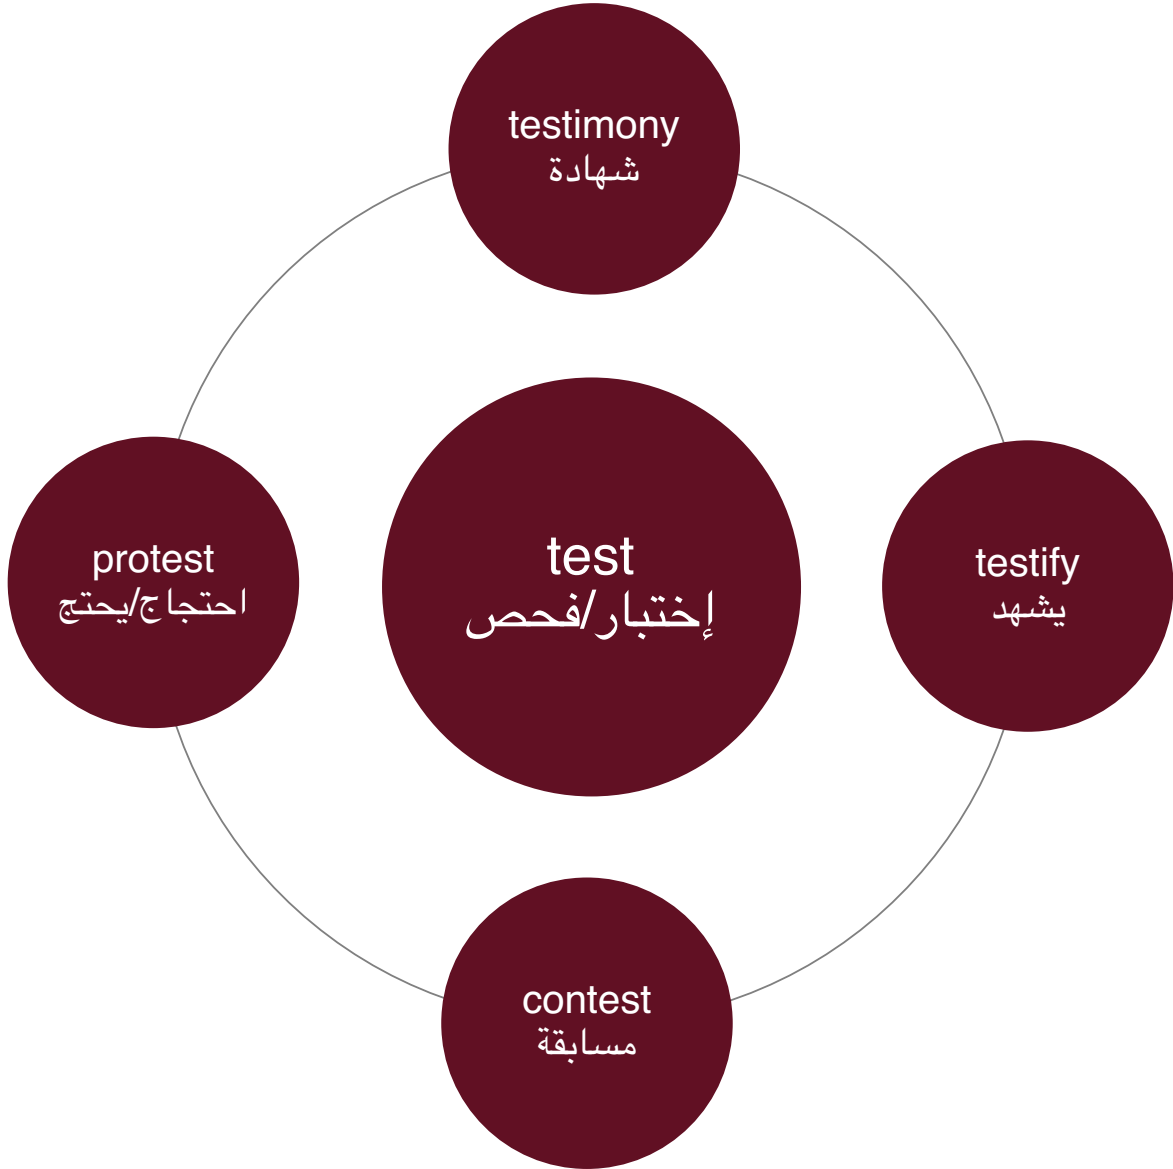 testimony
شهادة
protest
احتجاج/يحتج
test
إختبار/فحص
testify
يشهد
contest
مسابقة